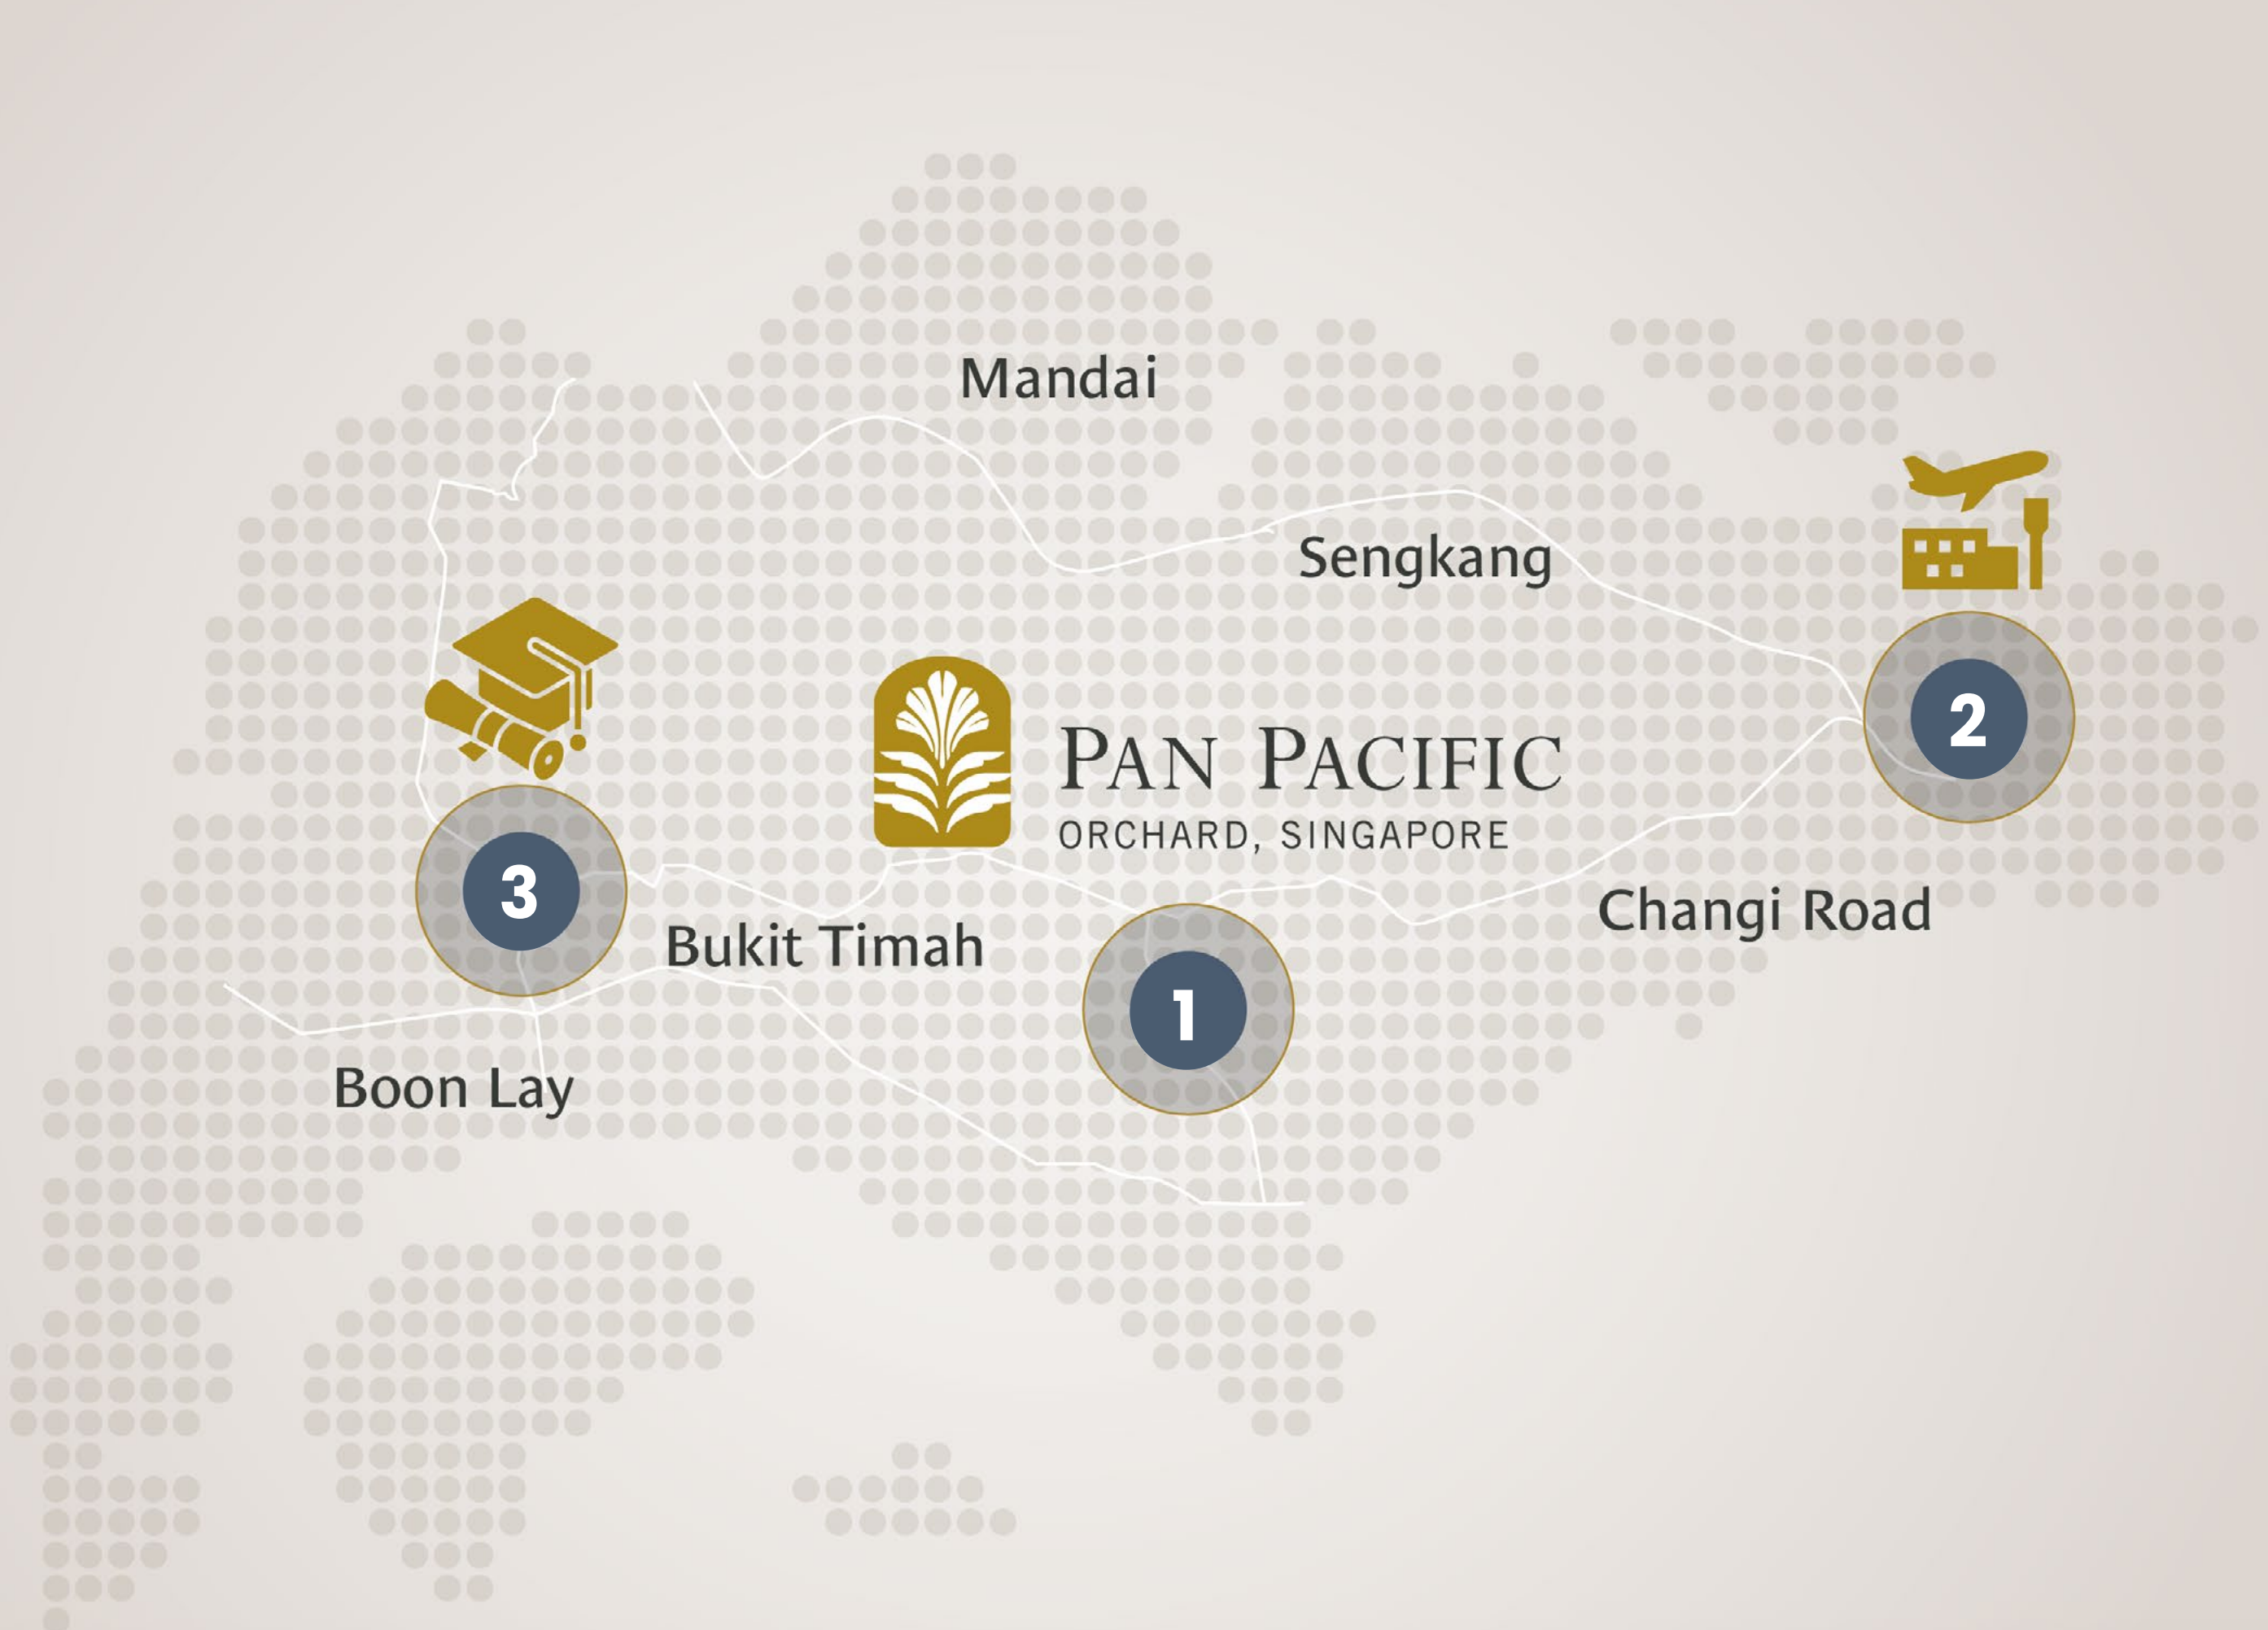 Mandai
Sengkang
2
PAN PACIFIC
ORCHARD, SINGAPORE
3
Changi Road
Bukit Timah
1
Boon Lay